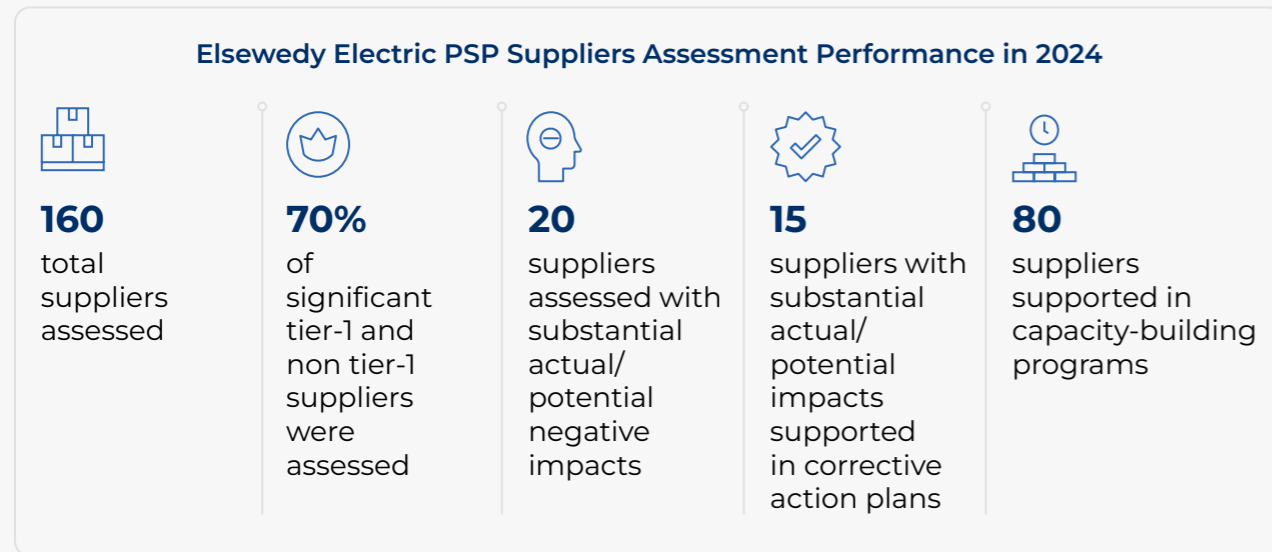 Elsewedy Electric PSP Suppliers Assessment Performance in 2024
160
total
suppliers
assessed
70%
of
significant
tier-1 and
non tier-1
suppliers
were
assessed
20
suppliers
assessed with
substantial
actual/
potential
negative
impacts
15
suppliers with
substantial
actual/
potential
impacts
supported
in corrective
action plans
80
suppliers
supported in
capacity-building
programs